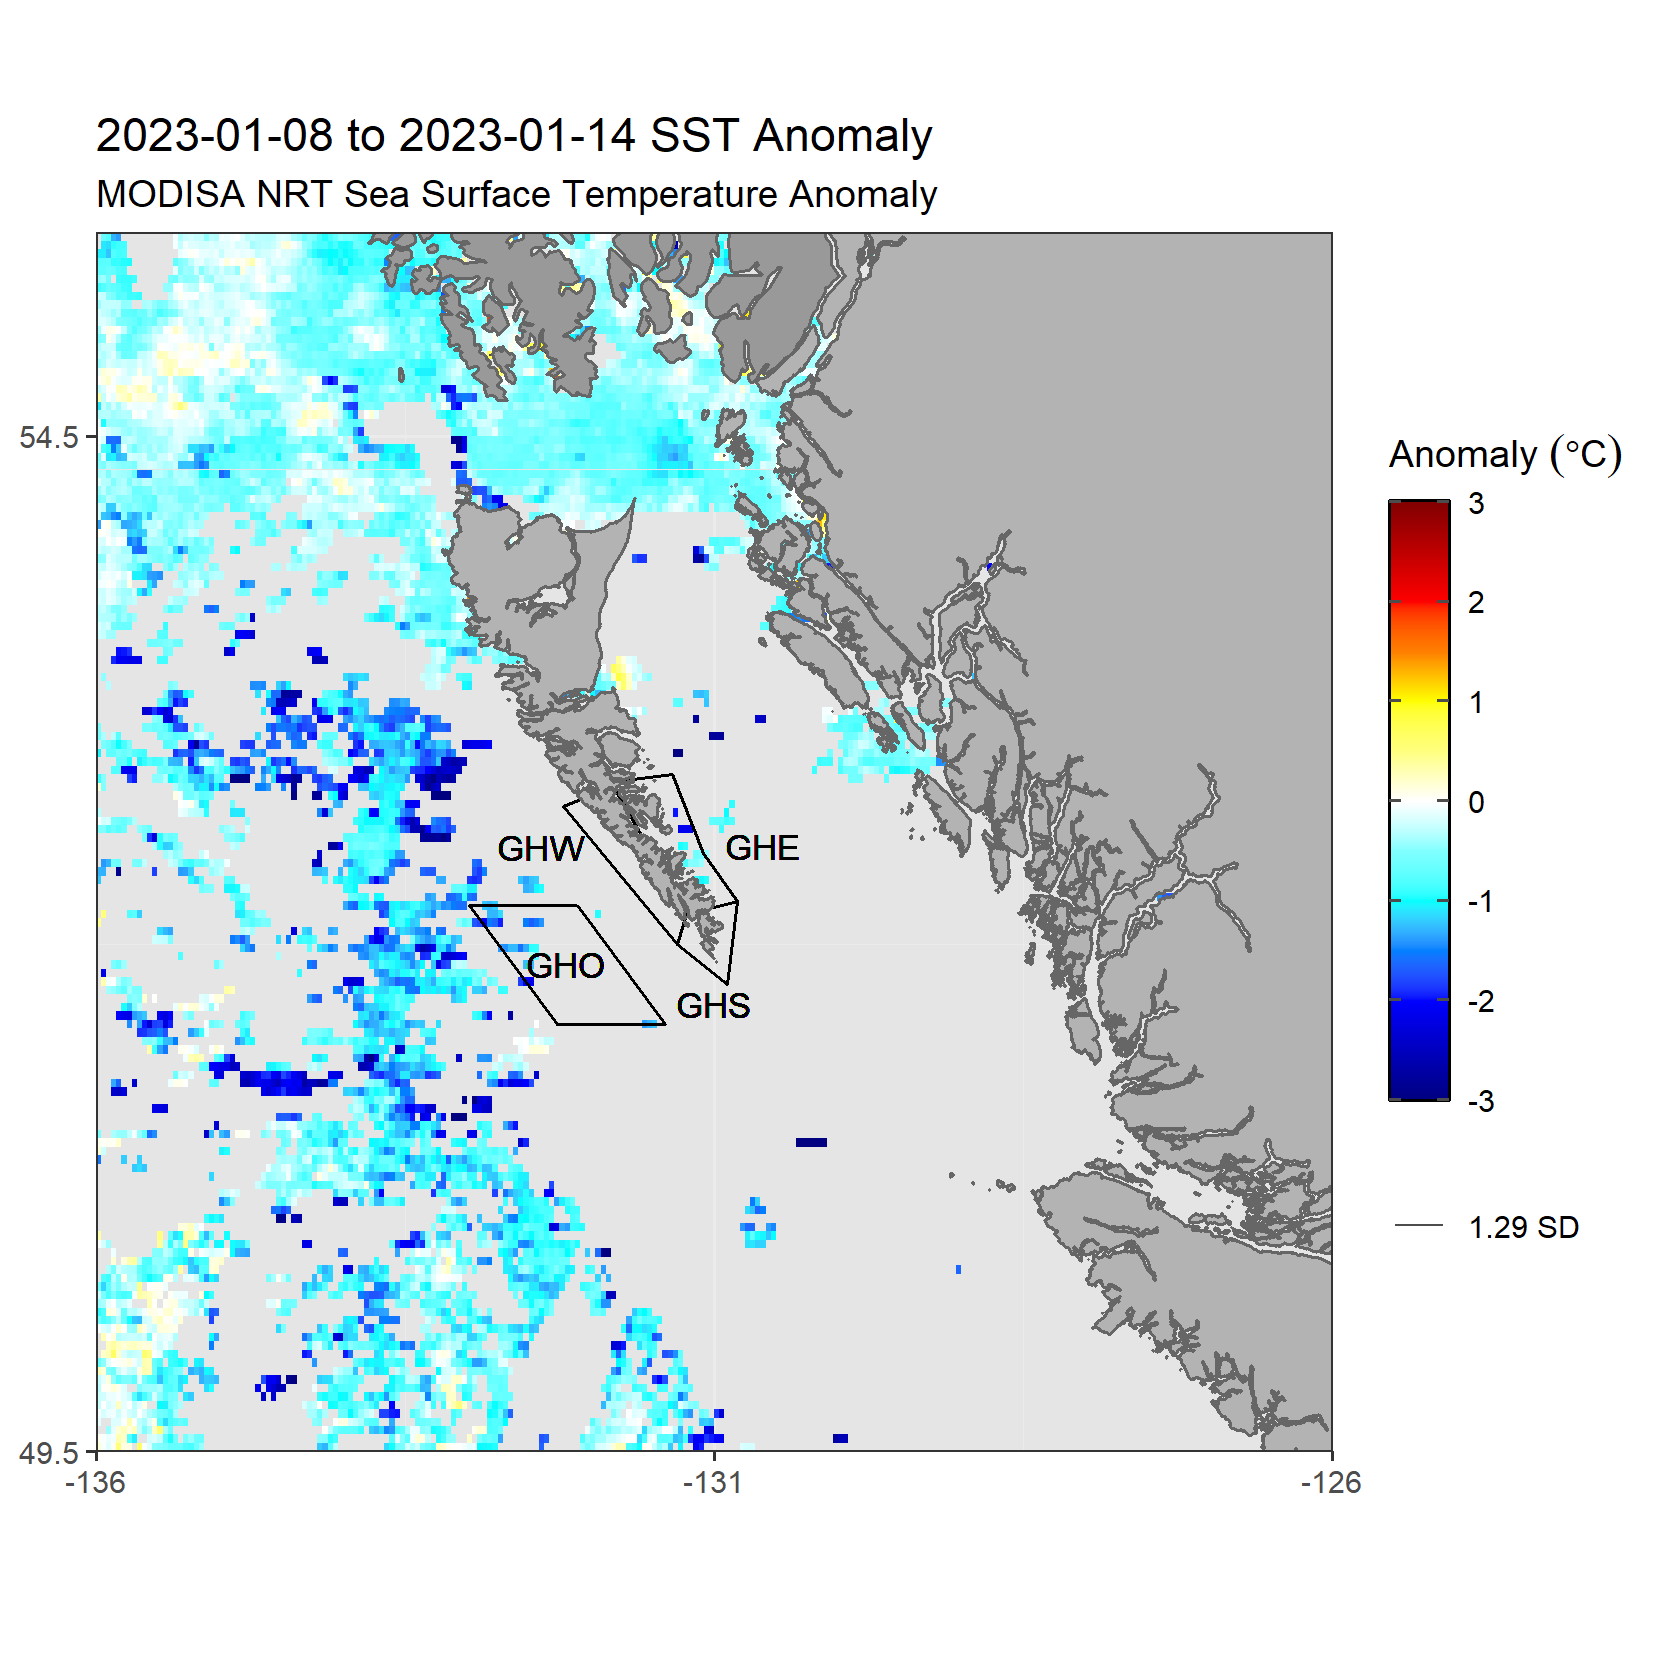 2023-01-08 to 2023-01-14 SST Anomaly
MODISA NRT Sea Surface Temperature Anomaly
54.5
49.5
-136
-131
-126
GHW
GHE
GHO
GHS
Anomaly (°C)
3
2
1
0
-1
-2
-3
1.29 SD